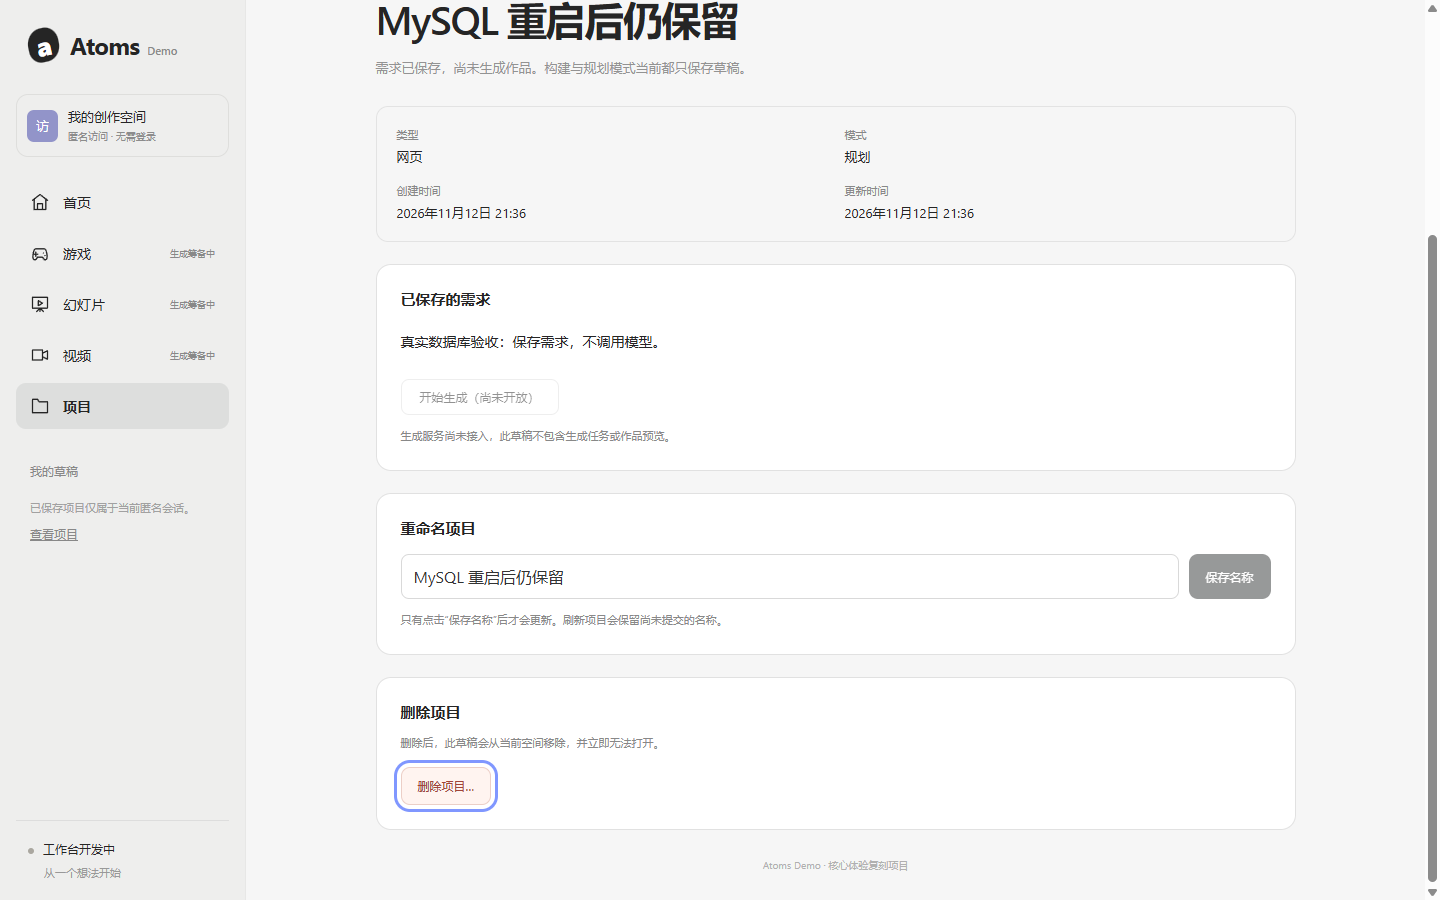 a Atoms Demo
访
我的创作空间
匿名访问 · 无需登录
首页
游戏 生成筹备中
幻灯片 生成筹备中
视频 生成筹备中
项目
我的草稿
已保存项目仅属于当前匿名会话。
查看项目
工作台开发中
从一个想法开始
MySQL 重启后仍保留
需求已保存，尚未生成作品。构建与规划模式当前都只保存草稿。
类型
网页
模式
规划
创建时间
2026年11月12日 21:36
更新时间
2026年11月12日 21:36
已保存的需求
真实数据库验收：保存需求，不调用模型。
开始生成（尚未开放）
生成服务尚未接入，此草稿不包含生成任务或作品预览。
重命名项目
MySQL 重启后仍保留
保存名称
只有点击“保存名称”后才会更新。刷新项目会保留尚未提交的名称。
删除项目
删除后，此草稿会从当前空间移除，并立即无法打开。
删除项目...
Atoms Demo · 核心体验复刻项目